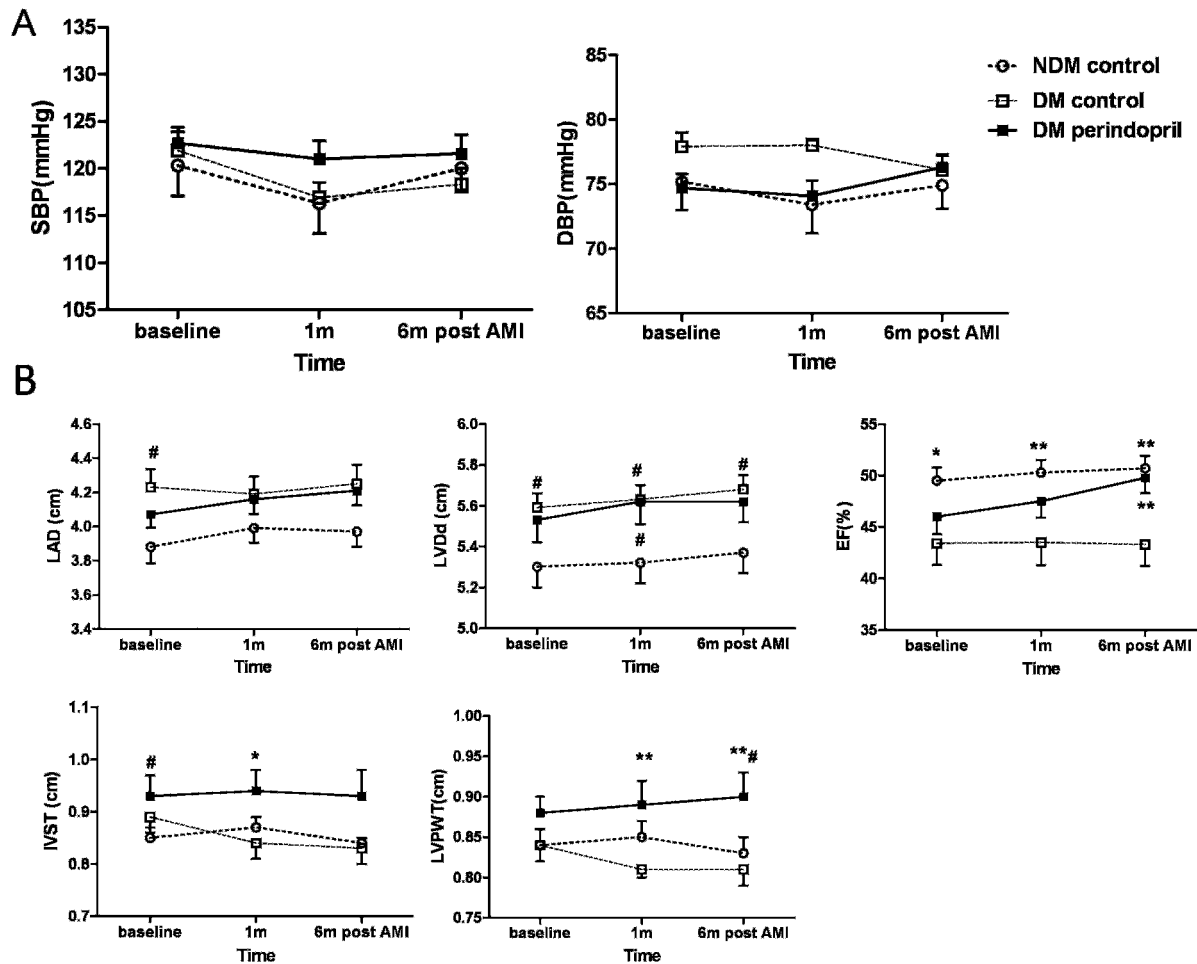 A
SBP(mmHg)
135
130
125
120
115
110
105
baseline
1m
6m post AMI
Time
DBP(mmHg)
85
80
75
70
65
baseline
1m
6m post AMI
Time
NDM control
DM control
DM perindopril
B
LAD (cm)
4.6
4.4
4.2
4.0
3.8
3.6
3.4
#
baseline
1m
6m post AMI
Time
LVDd (cm)
6.0
5.8
5.6
5.4
5.2
5.0
#
#
#
#
baseline
1m
6m post AMI
Time
EF(%)
55
50
45
40
35
*
**
**
**
baseline
1m
6m post AMI
Time
IVST (cm)
1.1
1.0
0.9
0.8
0.7
#
*
baseline
1m
6m post AMI
Time
LVPWT(cm)
1.00
0.95
0.90
0.85
0.80
0.75
**
**#
baseline
1m
6m post AMI
Time